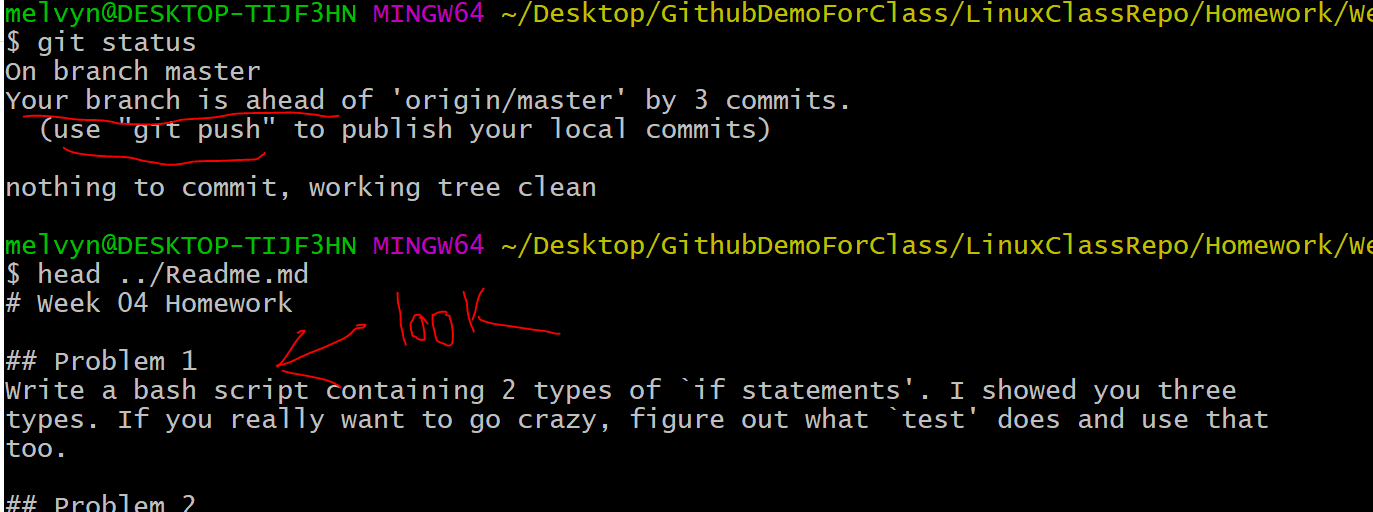 melvyn@DESKTOP-TIJF3HN MINGW64 ~/Desktop/GithubDemoForClass/LinuxClassRepo/Homework/We
$ git status
On branch master
Your branch is ahead of 'origin/master' by 3 commits.
  (use "git push" to publish your local commits)

nothing to commit, working tree clean

melvyn@DESKTOP-TIJF3HN MINGW64 ~/Desktop/GithubDemoForClass/LinuxClassRepo/Homework/We
$ head ../Readme.md
# Week 04 Homework
look
## Problem 1
Write a bash script containing 2 types of `if statements'. I showed you three
types. If you really want to go crazy, figure out what `test' does and use that
too.

## Problem 2